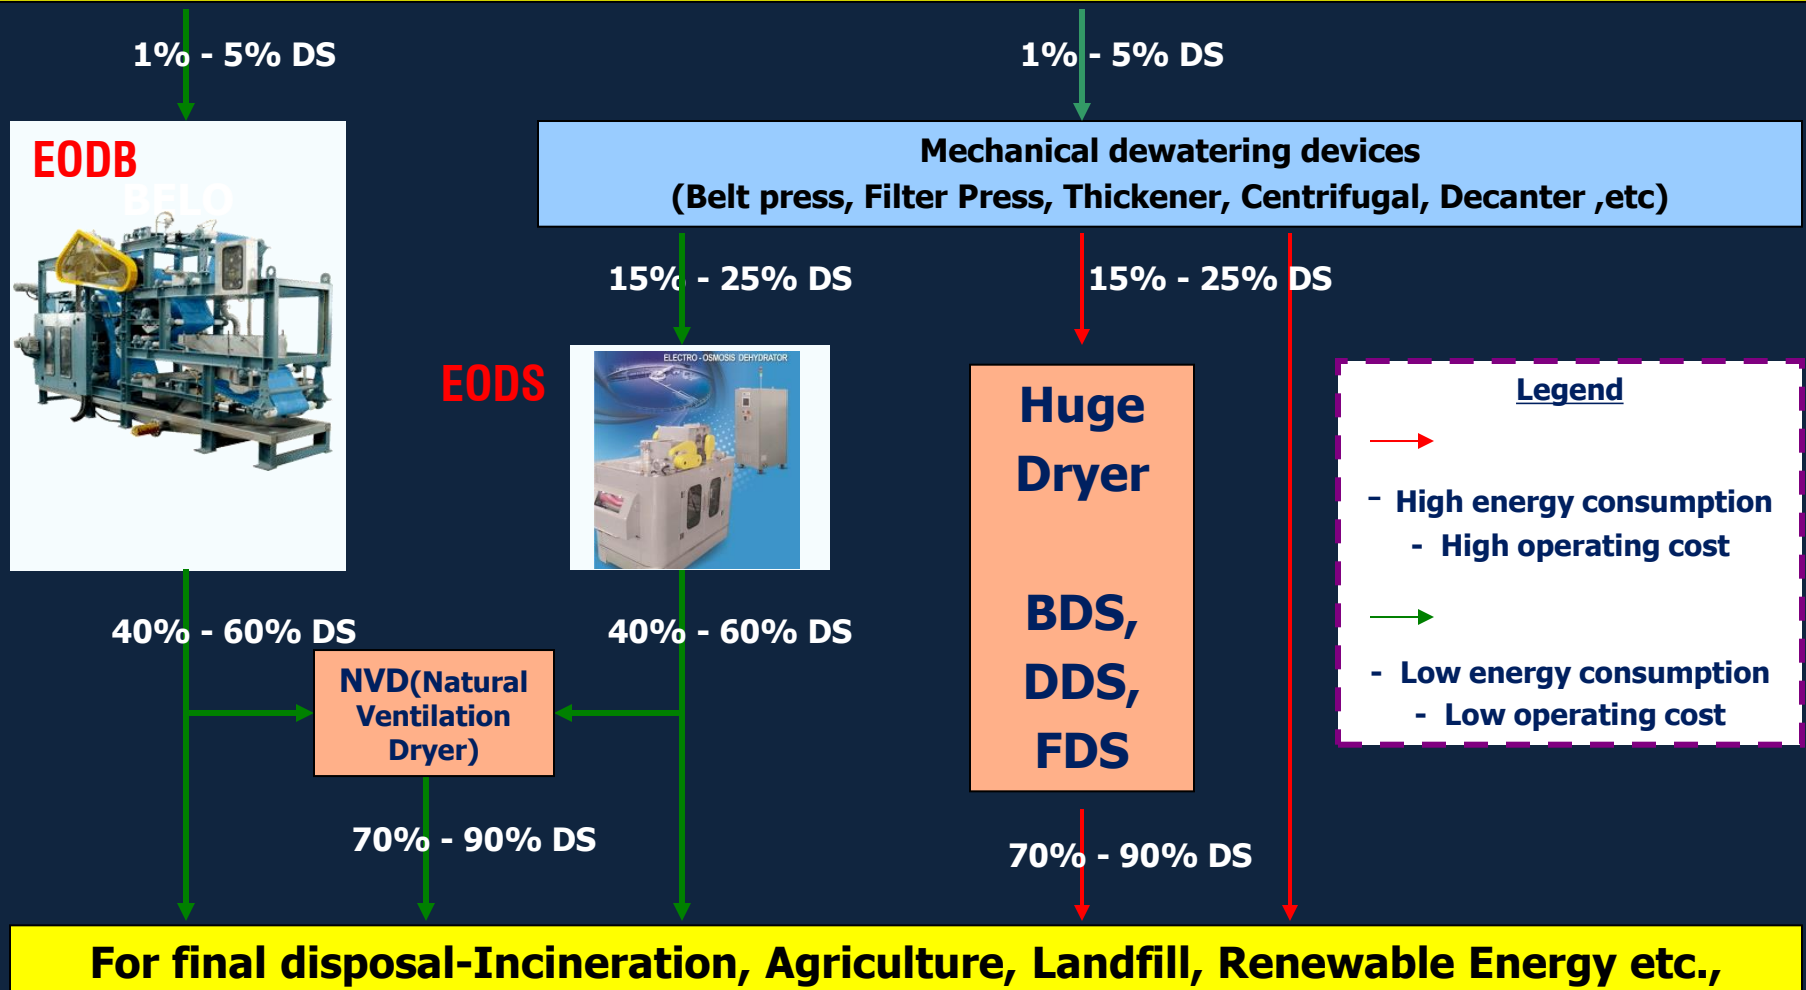 1% - 5% DS
1% - 5% DS
EODB
BELO
Mechanical dewatering devices
(Belt press, Filter Press, Thickener, Centrifugal, Decanter ,etc)
15% - 25% DS
15% - 25% DS
EODS
ELECTRO - OSMOSIS DEHYDRATOR
Huge
Dryer
BDS,
DDS,
FDS
Legend
- High energy consumption
- High operating cost
- Low energy consumption
- Low operating cost
40% - 60% DS
40% - 60% DS
NVD(Natural
Ventilation
Dryer)
70% - 90% DS
70% - 90% DS
For final disposal-Incineration, Agriculture, Landfill, Renewable Energy etc.,